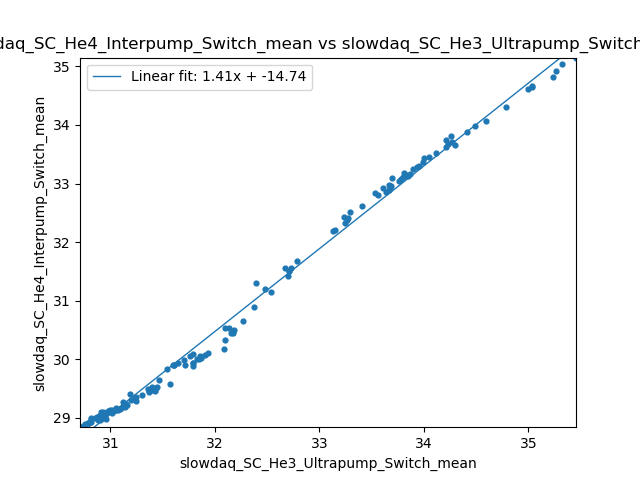 daq_SC_He4_Interpump_Switch_mean vs slowdaq_SC_He3_Ultrapump_Switch
Linear fit: 1.41x + -14.74
35
34
33
32
31
30
29
slowdaq_SC_He4_Interpump_Switch_mean
31 32 33 34 35
slowdaq_SC_He3_Ultrapump_Switch_mean